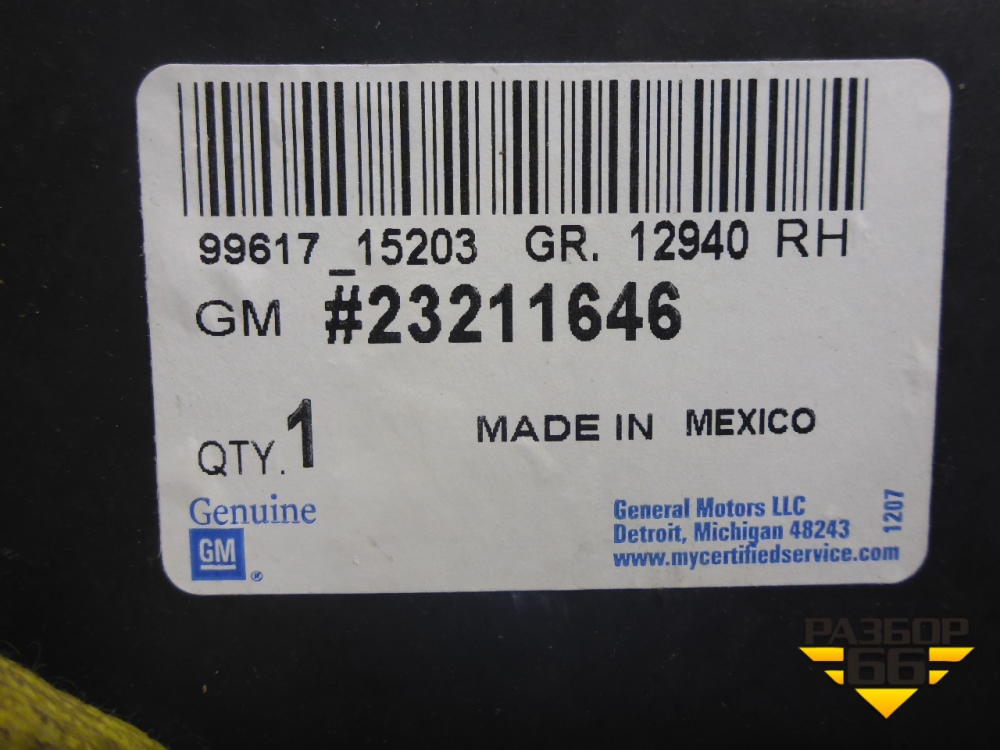 99617_15203 GR. 12940 RH
GM #23211646
QTY. 1 MADE IN MEXICO
Genuine
GM ®
General Motors LLC
Detroit, Michigan 48243
www.mycertifiedservice.com
1207
РАЗБОР
66